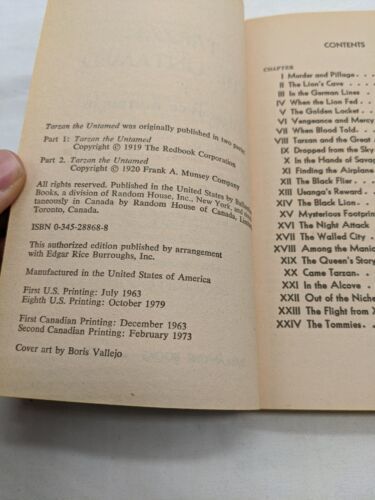 Tarzan the Untamed was originally published in two parts:
Part 1: Tarzan the Untamed
Copyright © 1919 The Redbook Corporation
Part 2. Tarzan the Untamed
Copyright © 1920 Frank A. Munsey Company
All rights reserved. Published in the United States by Ballantine
Books, a division of Random House, Inc., New York, and simul-
taneously in Canada by Random House of Canada, Limited,
Toronto, Canada.
ISBN 0-345-28868-8
This authorized edition published by arrangement
with Edgar Rice Burroughs, Inc.
Manufactured in the United States of America
First U.S. Printing: July 1963
Eighth U.S. Printing: October 1979
First Canadian Printing: December 1963
Second Canadian Printing: February 1973
Cover art by Boris Vallejo
CONTENTS
CHAPTER
I Murder and Pillage . .
II The Lion's Cave . . .
III In the German Lines .
IV When the Lion Fed . .
V The Golden Locket .
VI Vengeance and Mercy
VII When Blood Told . .
VIII Tarzan and the Great
IX Dropped from the Sky
X In the Hands of Savag
XI Finding the Airplane
XII The Black Flier . . .
XIII Usanga's Reward . .
XIV The Black Lion . . .
XV Mysterious Footprin
XVI The Night Attack .
XVII The Walled City .
XVIII Among the Mania
XIX The Queen's Story
XX Came Tarzan . .
XXI In the Alcove . .
XXII Out of the Niche
XXIII The Flight from X
XXIV The Tommies . .